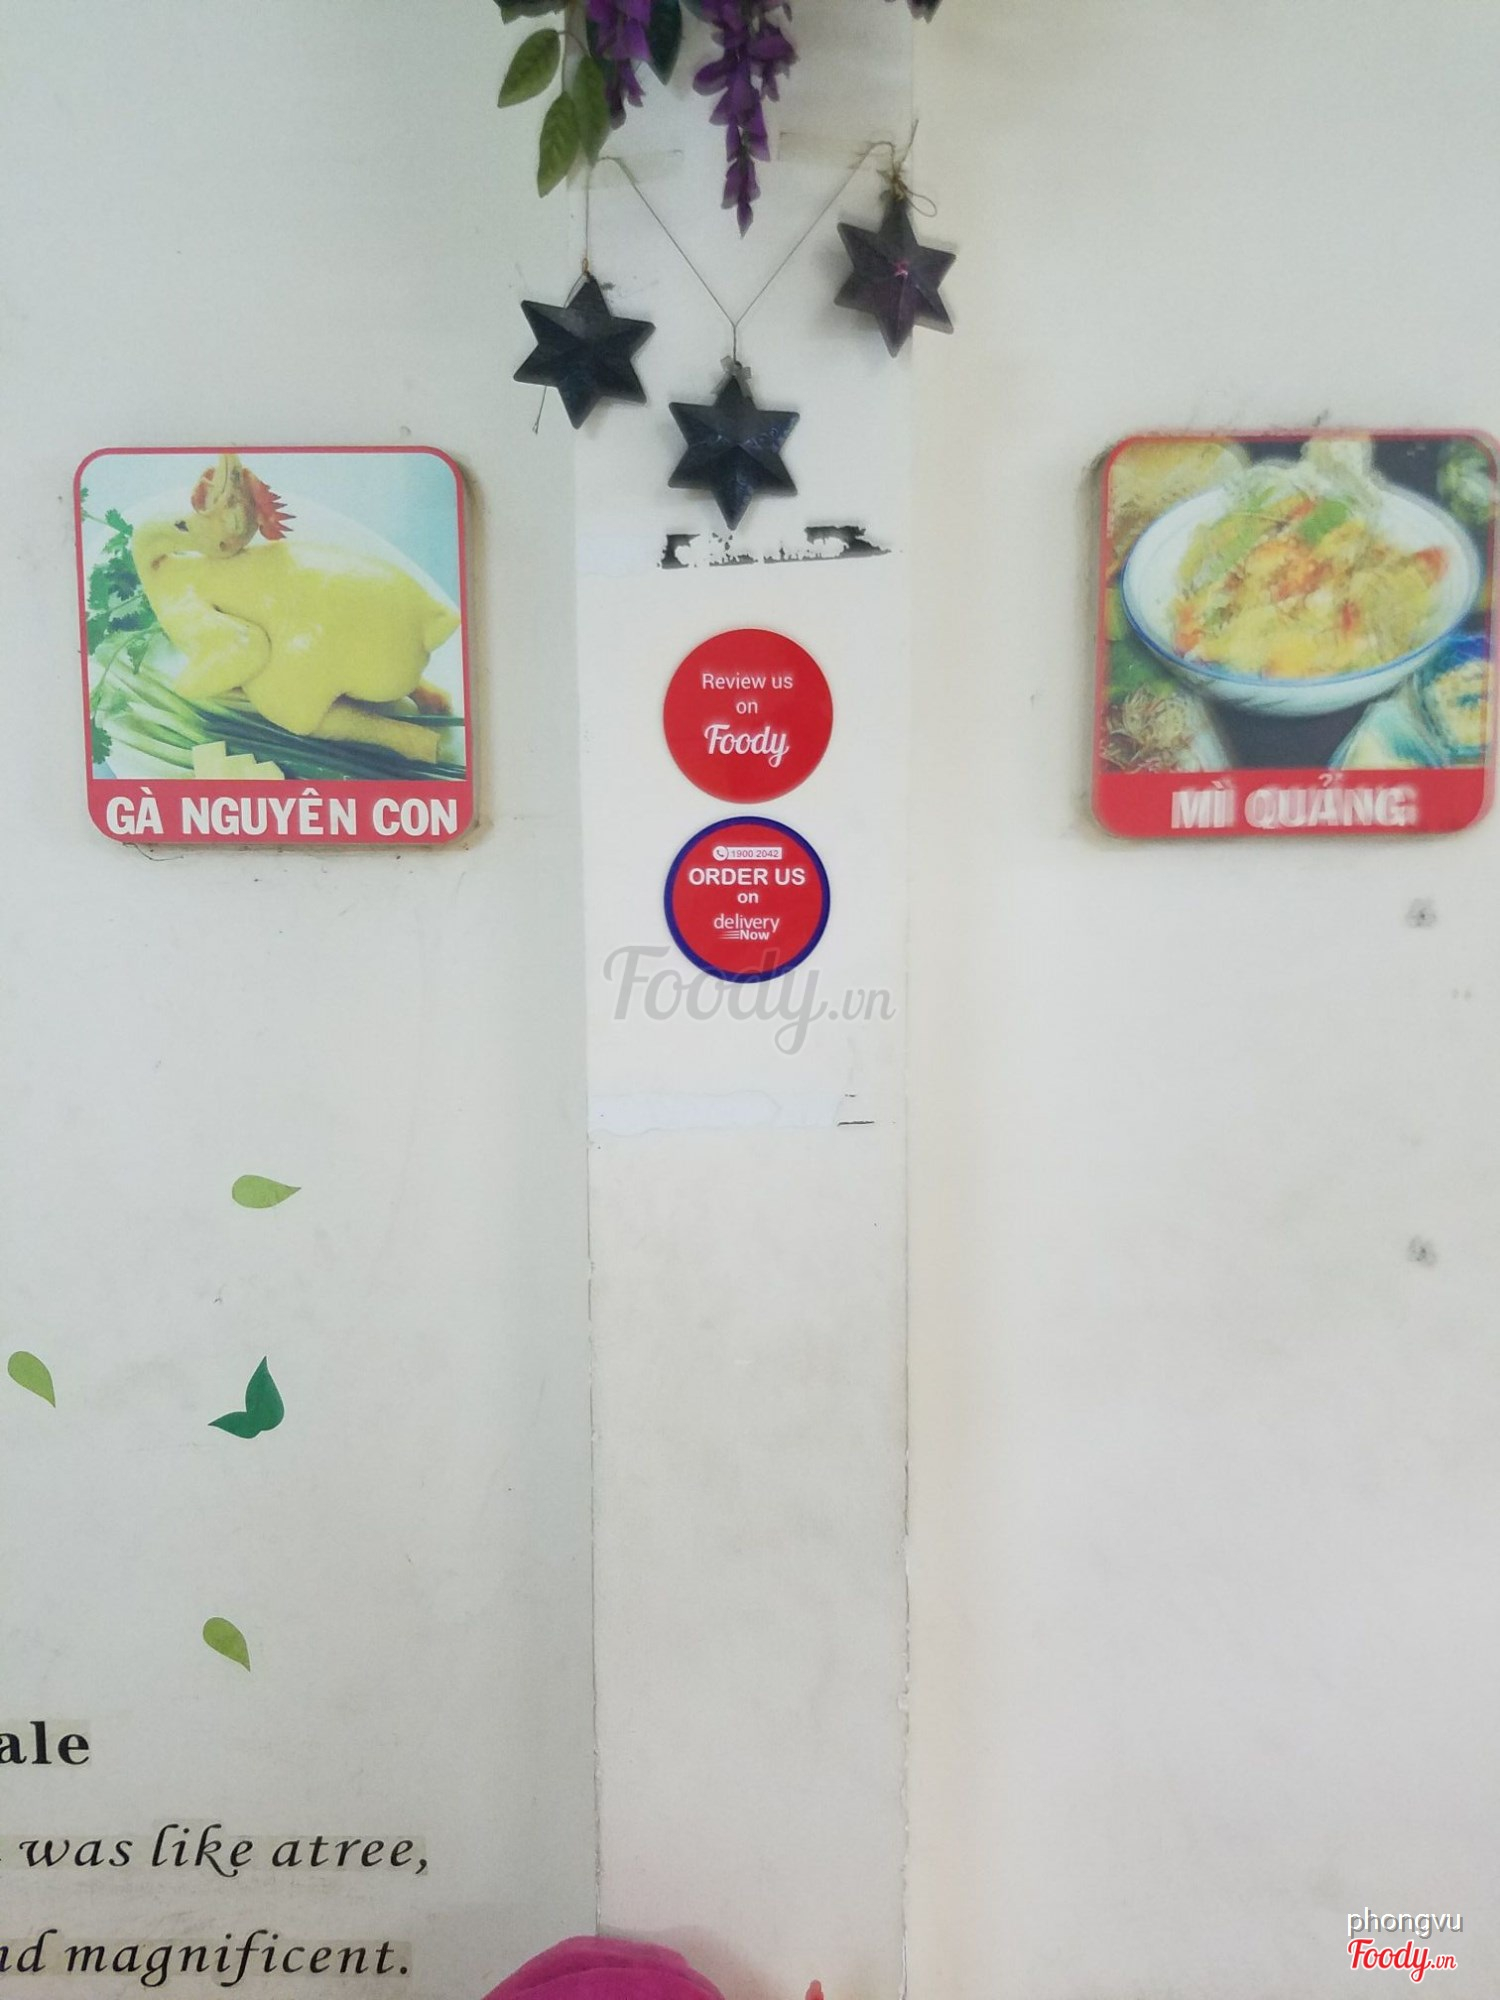 GÀ NGUYÊN CON
MÌ QUẢNG
Review us
on
Foody
1900 2042
ORDER US
on
delivery
Now
Foody.vn
ale
was like atree,
nd magnificent.
phongvu
Foody.vn